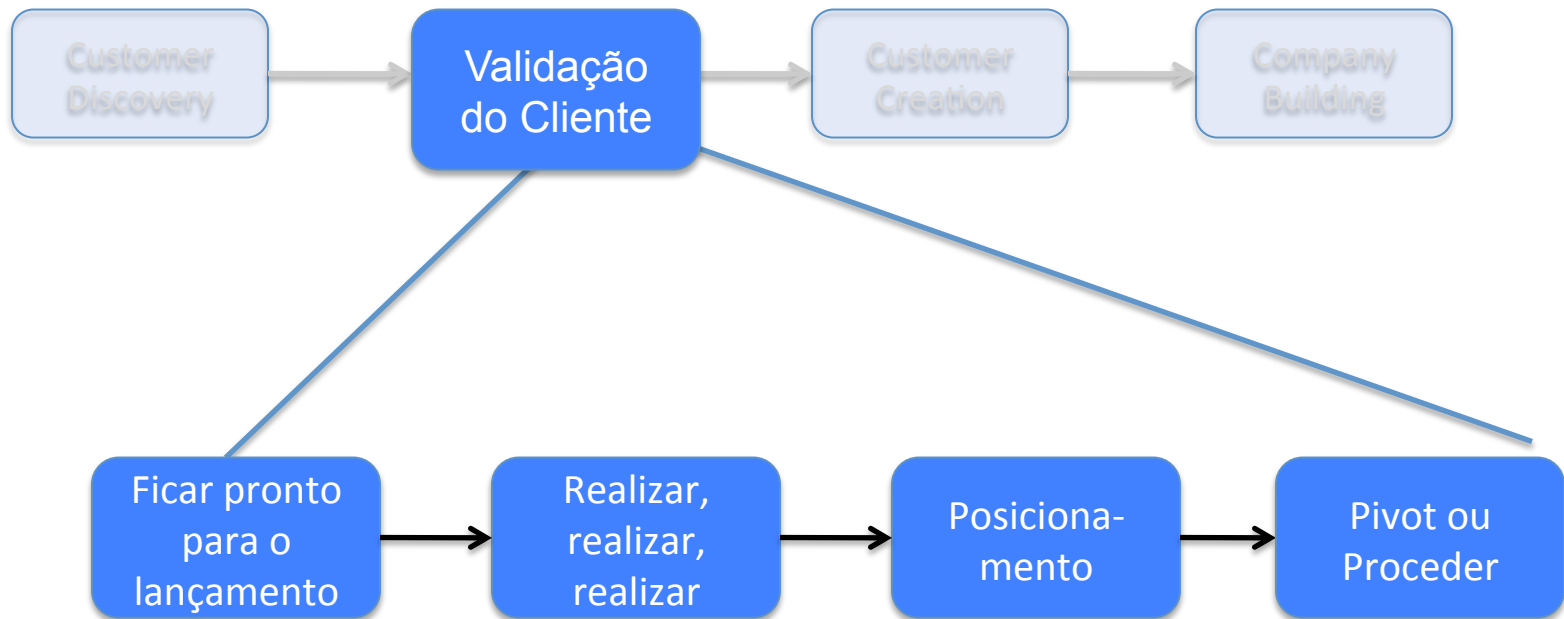 Customer
Discovery
Validação
do Cliente
Customer
Creation
Company
Building
Ficar pronto
para o
lançamento
Realizar,
realizar,
realizar
Posiciona-
mento
Pivot ou
Proceder